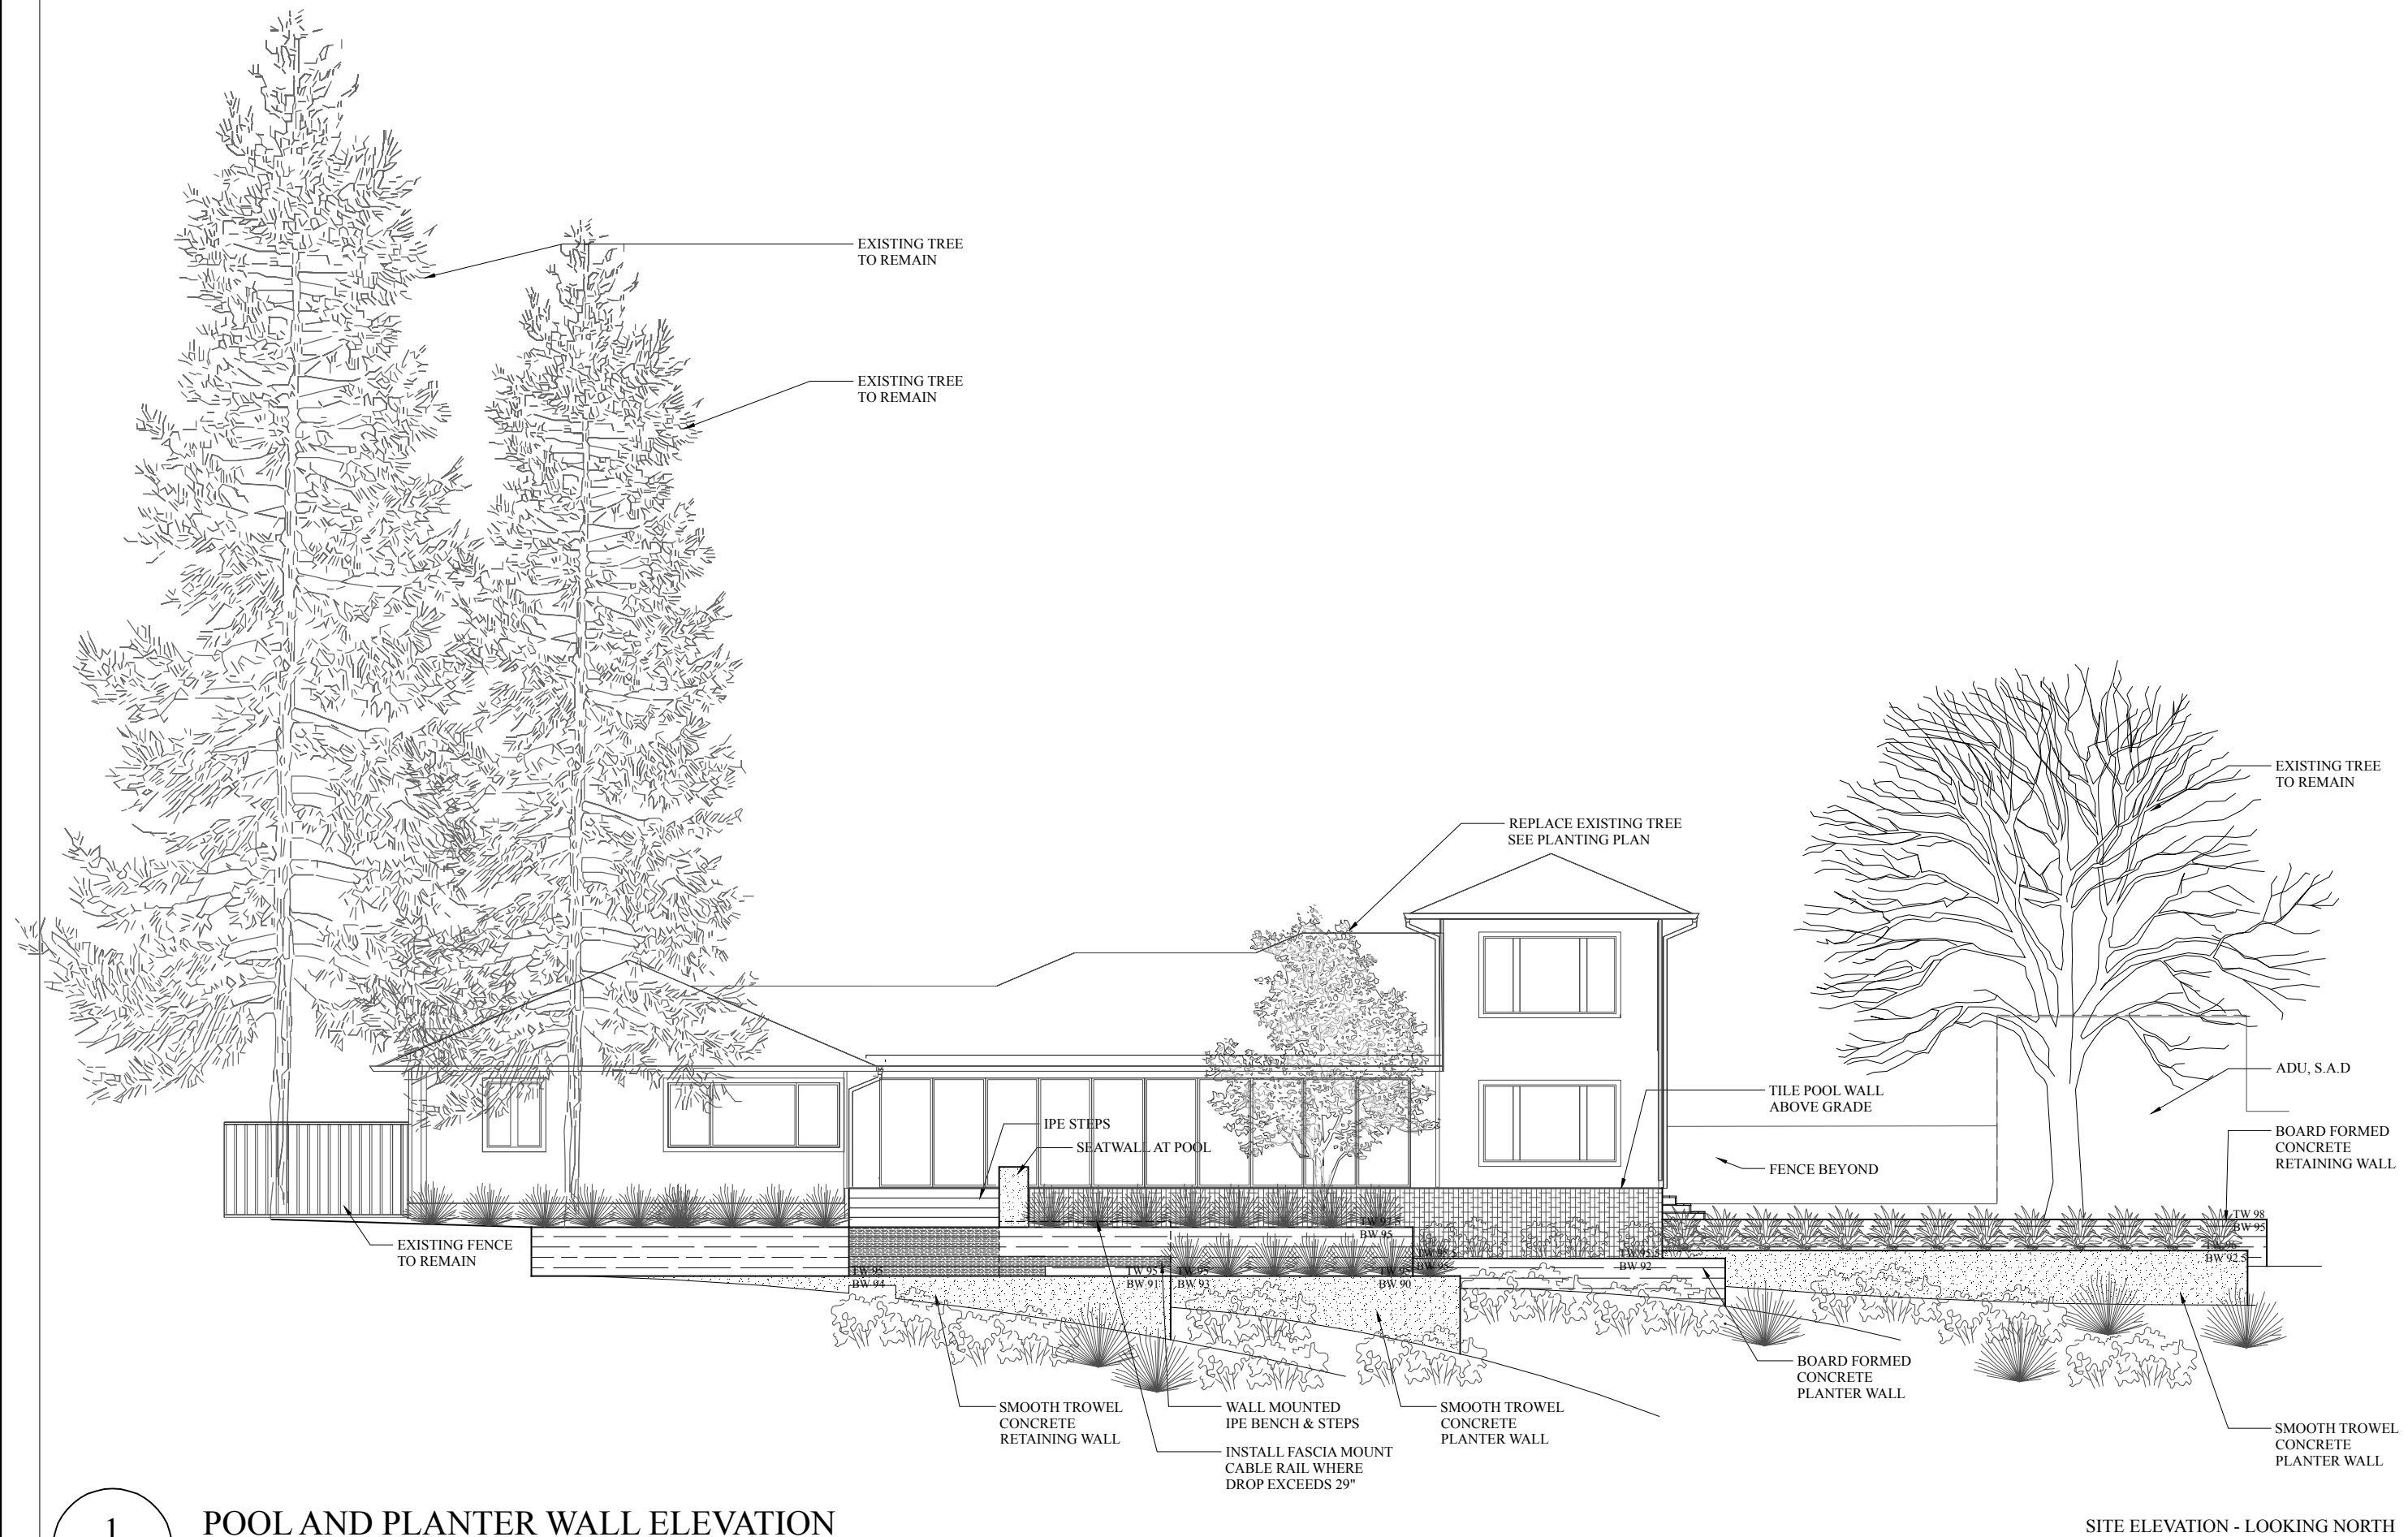 EXISTING TREE
TO REMAIN
EXISTING TREE
TO REMAIN
EXISTING TREE
TO REMAIN
REPLACE EXISTING TREE
SEE PLANTING PLAN
ADU, S.A.D
TILE POOL WALL
ABOVE GRADE
IPE STEPS
SEATWALL AT POOL
BOARD FORMED
CONCRETE
RETAINING WALL
FENCE BEYOND
EXISTING FENCE
TO REMAIN
BW 95
TW 98
BW 95
TW 95.5
BW 92
BW 92.5
TW 95
BW 94
TW 95
BW 91
TW 95
BW 93
TW 95
BW 90
BOARD FORMED
CONCRETE
PLANTER WALL
SMOOTH TROWEL
CONCRETE
RETAINING WALL
WALL MOUNTED
IPE BENCH & STEPS
SMOOTH TROWEL
CONCRETE
PLANTER WALL
INSTALL FASCIA MOUNT
CABLE RAIL WHERE
DROP EXCEEDS 29"
SMOOTH TROWEL
CONCRETE
PLANTER WALL
1
POOL AND PLANTER WALL ELEVATION
SITE ELEVATION - LOOKING NORTH